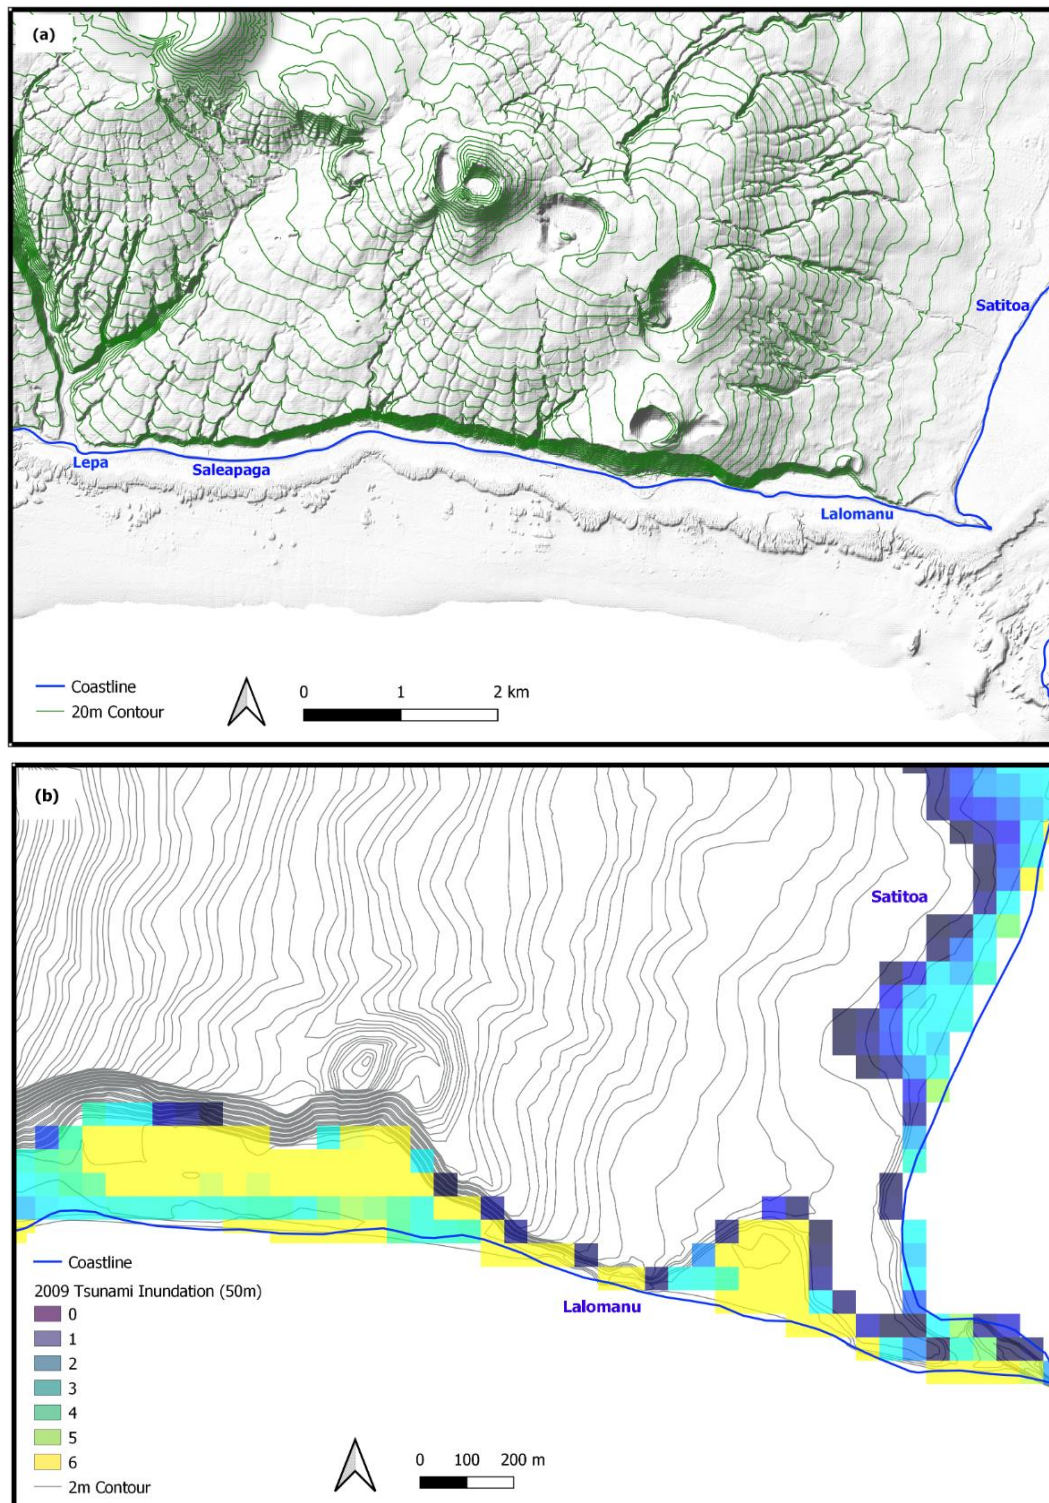 (a)
Satitoa
Lepa
Saleapaga
Lalomanu
Coastline
20m Contour
0 1 2 km
(b)
Satitoa
Lalomanu
Coastline
2009 Tsunami Inundation (50m)
0
1
2
3
4
5
6
2m Contour
0 100 200 m